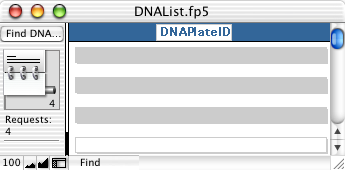 DNAList.fp5
Find DNA...
DNAPlateID
4
Requests:
4
100
Find